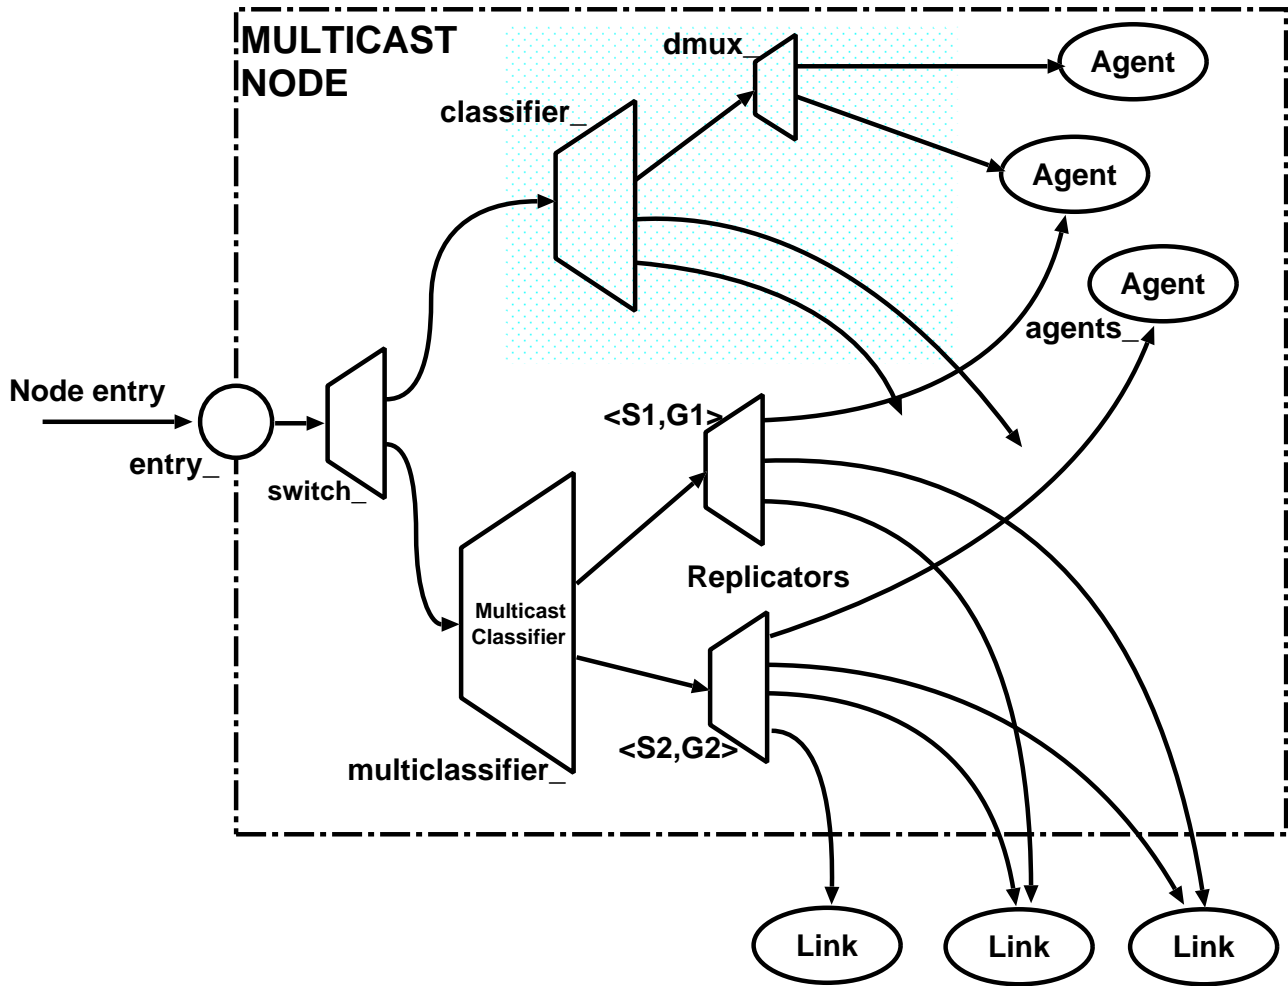 MULTICAST
NODE
dmux_
Agent
classifier_
Agent
Agent
agents_
Node entry
<S1,G1>
entry_
switch_
Replicators
Multicast
Classifier
<S2,G2>
multiclassifier_
Link
Link
Link